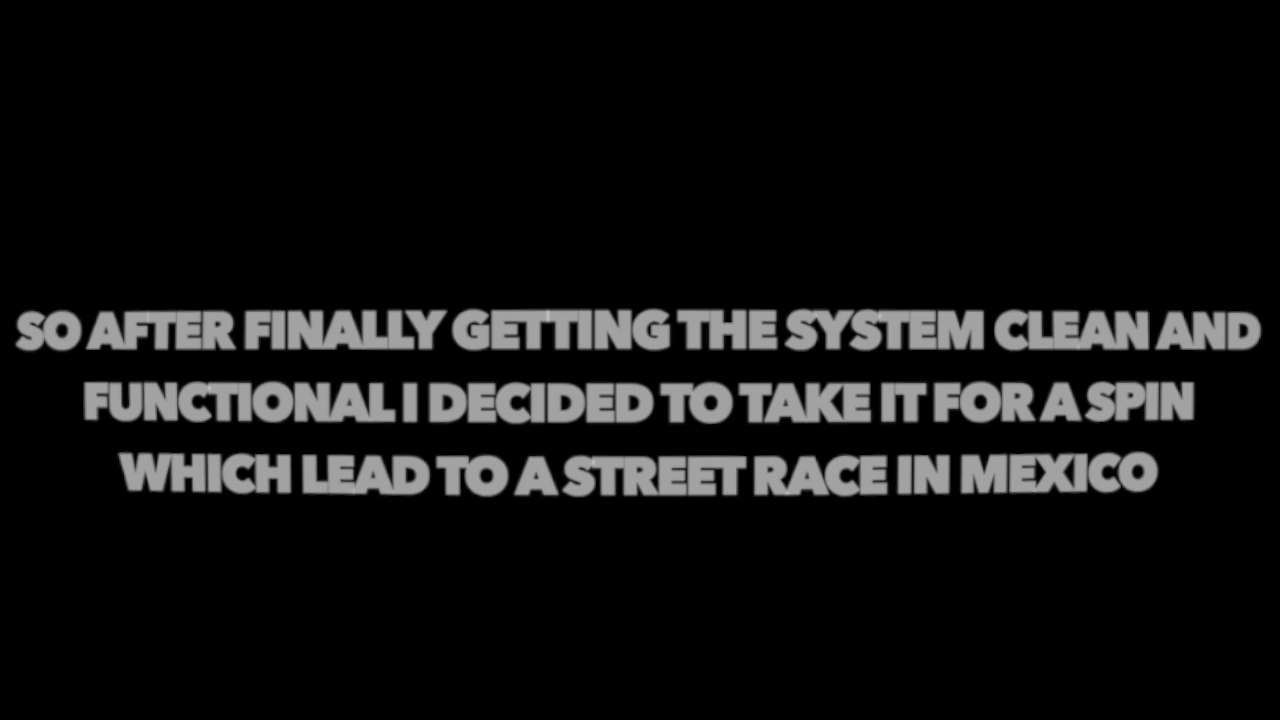 SO AFTER FINALLY GETTING THE SYSTEM CLEAN AND
FUNCTIONAL I DECIDED TO TAKE IT FOR A SPIN
WHICH LEAD TO A STREET RACE IN MEXICO